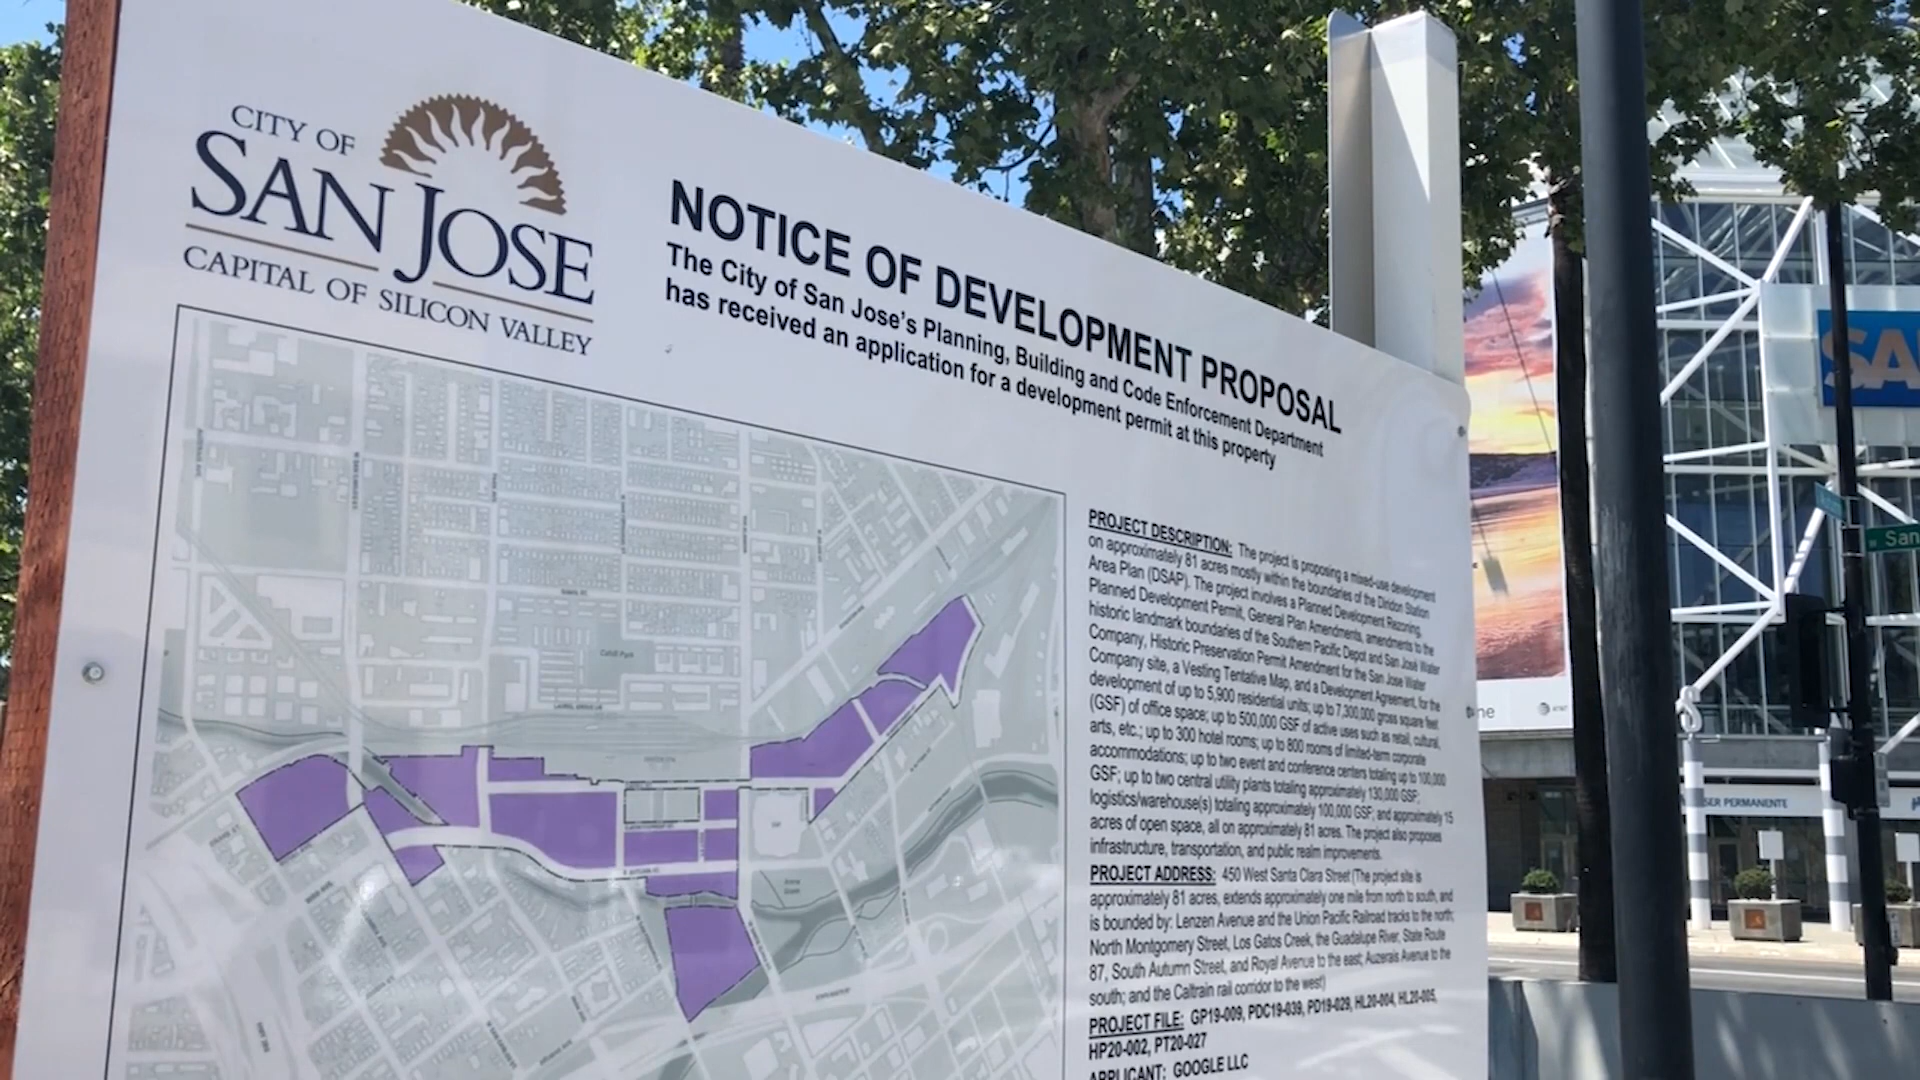 CITY OF
SAN JOSE
CAPITAL OF SILICON VALLEY
NOTICE OF DEVELOPMENT PROPOSAL
The City of San Jose's Planning, Building and Code Enforcement Department
has received an application for a development permit at this property
PROJECT DESCRIPTION: The project is proposing a mixed-use development
on approximately 81 acres mostly within the boundaries of the Diridon Station
Area Plan (DSAP). The project involves a Planned Development Rezoning,
Planned Development Permit, General Plan Amendments, amendments to the
historic landmark boundaries of the Southern Pacific Depot and San José Water
Company, Historic Preservation Permit Amendment for the San Jose Water
Company site, a Vesting Tentative Map, and a Development Agreement, for the
development of up to 5,900 residential units; up to 7,300,000 gross square feet
(GSF) of office space; up to 500,000 GSF of active uses such as retail, cultural,
arts, etc.; up to 300 hotel rooms; up to 800 rooms of limited-term corporate
accommodations; up to two event and conference centers totaling up to 100,000
GSF; up to two central utility plants totaling approximately 130,000 GSF;
logistics/warehouse(s) totaling approximately 100,000 GSF; and approximately 15
acres of open space, all on approximately 81 acres. The project also proposes
infrastructure, transportation, and public realm improvements.
PROJECT ADDRESS: 450 West Santa Clara Street (The project site is
approximately 81 acres, extends approximately one mile from north to south, and
is bounded by: Lenzen Avenue and the Union Pacific Railroad tracks to the north;
North Montgomery Street, Los Gatos Creek, the Guadalupe River, State Route
87, South Autumn Street, and Royal Avenue to the east; Auzerais Avenue to the
south; and the Caltrain rail corridor to the west)
PROJECT FILE: GP19-009, PDC19-039, PD19-029, HL20-004, HL20-005,
HP20-002, PT20-027
APPLICANT: GOOGLE LLC
Cahill Park
SA
San
ne
AT&T
SER PERMANENTE